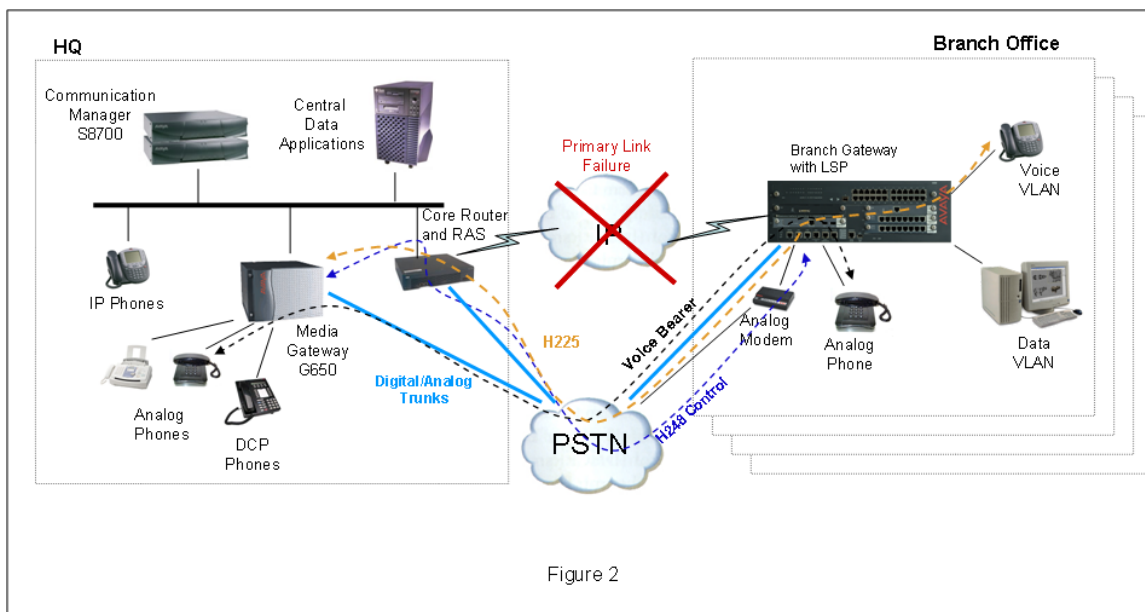 HQ
Branch Office
Communication
Manager
S8700
Central
Data
Applications
Primary Link
Failure
IP
Branch Gateway
with LSP
AVAYA
Voice
VLAN
Core Router
and RAS
IP Phones
Media
Gateway
G650
H225
Digital/Analog
Trunks
Analog
Phones
DCP
Phones
PSTN
Voice Bearer
H248 Control
Analog
Modem
Analog
Phone
Data
VLAN
Figure 2